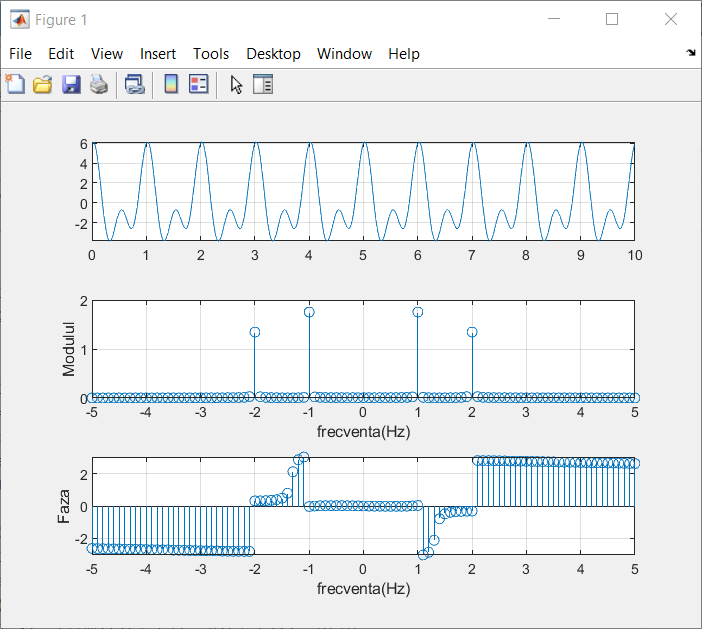 Figure 1
File Edit View Insert Tools Desktop Window Help
6
4
2
0
-2
0 1 2 3 4 5 6 7 8 9 10
2
1
0
Modulul
-5 -4 -3 -2 -1 0 1 2 3 4 5
frecventa(Hz)
2
0
-2
Faza
-5 -4 -3 -2 -1 0 1 2 3 4 5
frecventa(Hz)